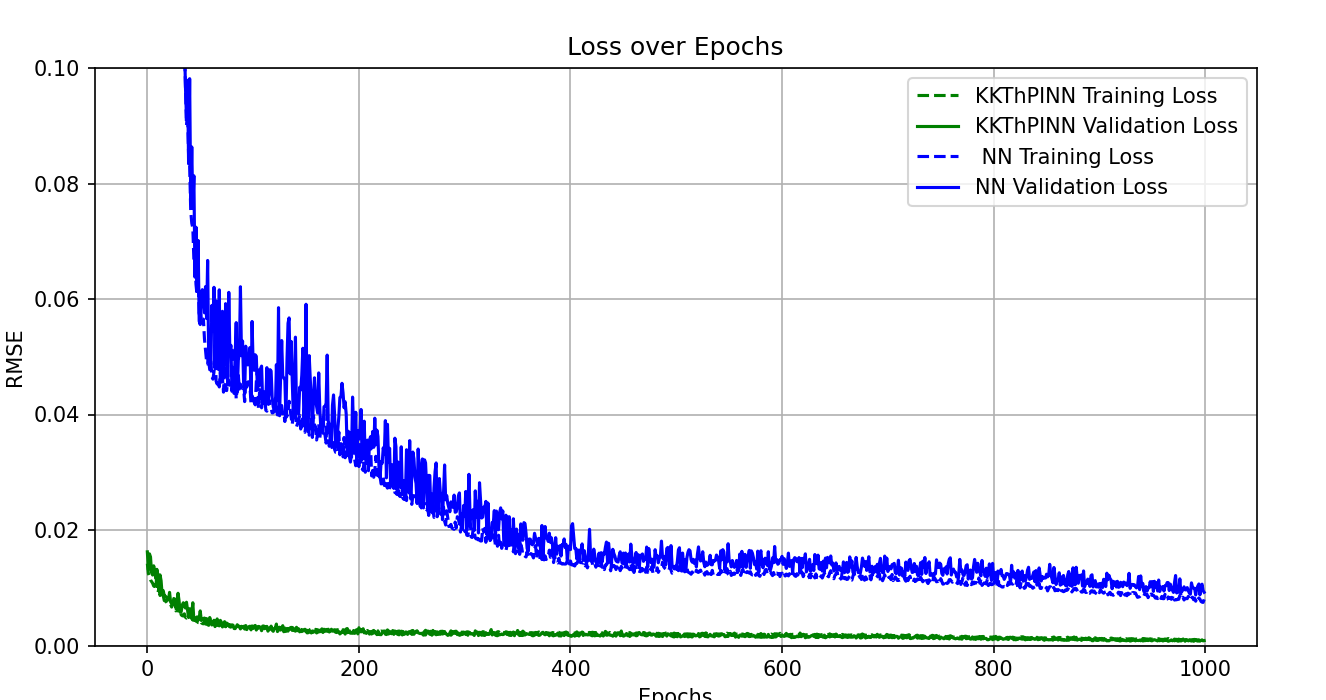 Loss over Epochs
0.10
0.08
0.06
0.04
0.02
0.00
RMSE
KKThPINN Training Loss
KKThPINN Validation Loss
NN Training Loss
NN Validation Loss
0 200 400 600 800 1000
Epochs